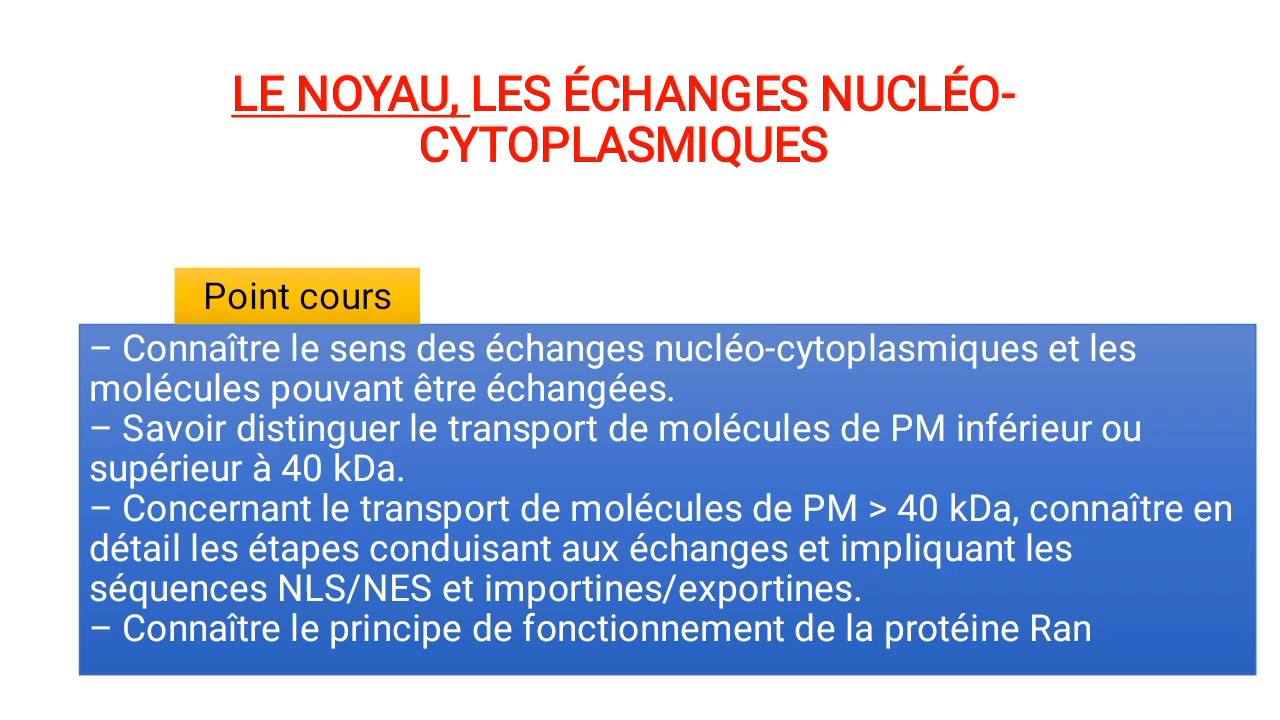 LE NOYAU, LES ÉCHANGES NUCLÉO-
CYTOPLASMIQUES
Point cours
– Connaître le sens des échanges nucléo-cytoplasmiques et les
molécules pouvant être échangées.
– Savoir distinguer le transport de molécules de PM inférieur ou
supérieur à 40 kDa.
– Concernant le transport de molécules de PM > 40 kDa, connaître en
détail les étapes conduisant aux échanges et impliquant les
séquences NLS/NES et importines/exportines.
– Connaître le principe de fonctionnement de la protéine Ran